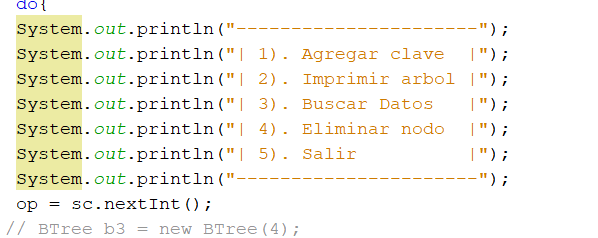 do{
System.out.println("----------------------");
System.out.println("| 1). Agregar clave  |");
System.out.println("| 2). Imprimir arbol |");
System.out.println("| 3). Buscar Datos   |");
System.out.println("| 4). Eliminar nodo  |");
System.out.println("| 5). Salir          |");
System.out.println("----------------------");
op = sc.nextInt();
// BTree b3 = new BTree(4);